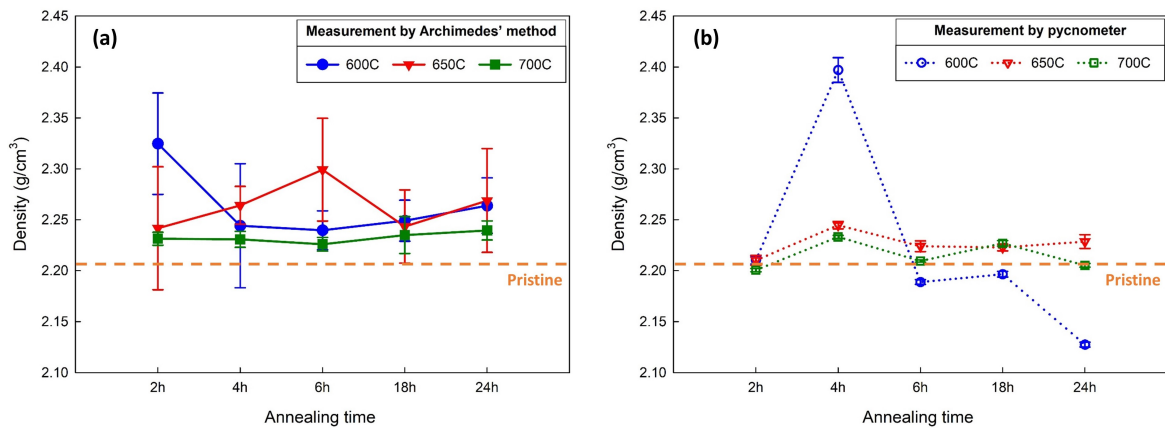 (a)
Measurement by Archimedes' method
600C 650C 700C
Density (g/cm³)
2.45
2.40
2.35
2.30
2.25
2.20
2.15
2.10
Pristine
2h 4h 6h 18h 24h
Annealing time
(b)
Measurement by pycnometer
600C 650C 700C
Density (g/cm³)
2.45
2.40
2.35
2.30
2.25
2.20
2.15
2.10
Pristine
2h 4h 6h 18h 24h
Annealing time